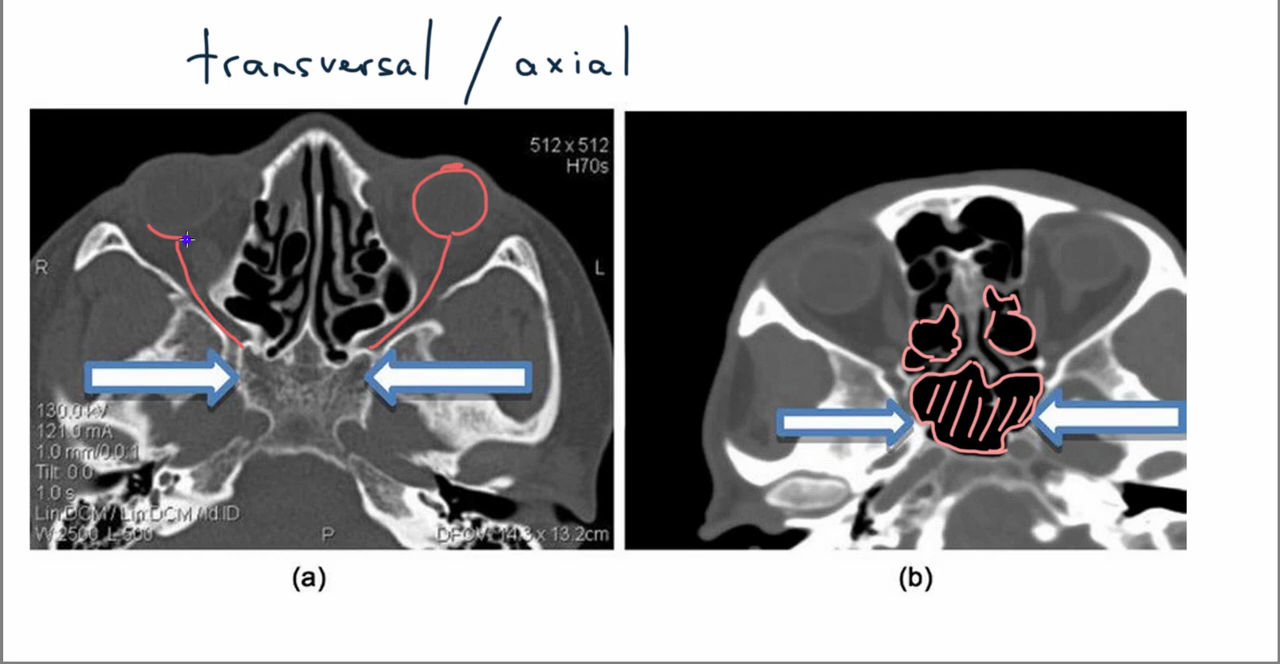 transversal / axial
512 x 512
H70s
R
L
130.0 kV
121.0 mA
1.0 mm/0.0:1
Tilt 0.0
1.0 s
Lin DCM / Lin DCM / Id ID
W 2500 L 500
P
DFOV: 14.3 x 13.2cm
(a)
(b)